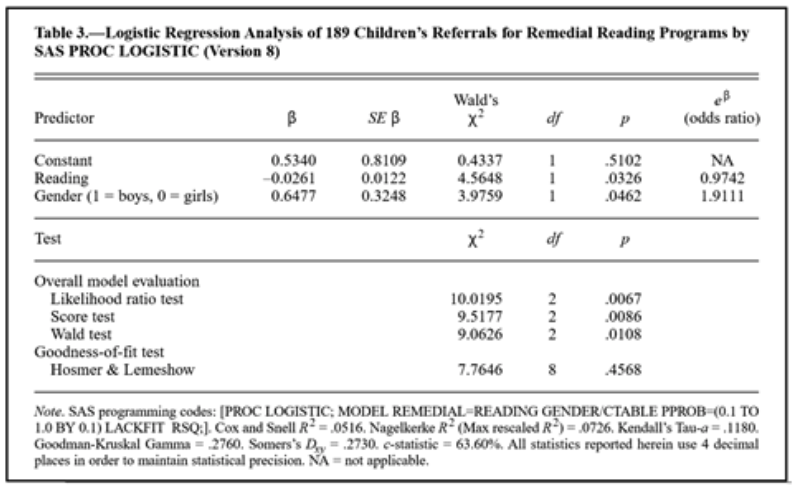 Table 3.—Logistic Regression Analysis of 189 Children's Referrals for Remedial Reading Programs by
SAS PROC LOGISTIC (Version 8)
Predictor β SE β Wald's χ² df p e^β (odds ratio)
Constant 0.5340 0.8109 0.4337 1 .5102 NA
Reading –0.0261 0.0122 4.5648 1 .0326 0.9742
Gender (1 = boys, 0 = girls) 0.6477 0.3248 3.9759 1 .0462 1.9111
Test χ² df p
Overall model evaluation
Likelihood ratio test 10.0195 2 .0067
Score test 9.5177 2 .0086
Wald test 9.0626 2 .0108
Goodness-of-fit test
Hosmer & Lemeshow 7.7646 8 .4568
Note. SAS programming codes: [PROC LOGISTIC; MODEL REMEDIAL=READING GENDER/CTABLE PPROB=(0.1 TO
1.0 BY 0.1) LACKFIT RSQ;]. Cox and Snell R² = .0516. Nagelkerke R² (Max rescaled R²) = .0726. Kendall's Tau-a = .1180.
Goodman-Kruskal Gamma = .2760. Somers's Dxy = .2730. c-statistic = 63.60%. All statistics reported herein use 4 decimal
places in order to maintain statistical precision. NA = not applicable.